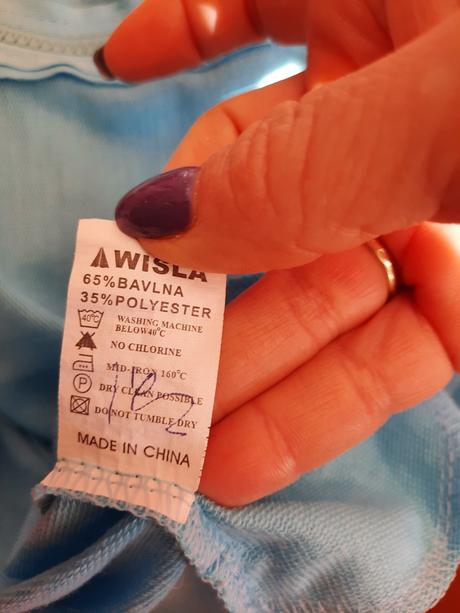 WISLA
65%BAVLNA
35%POLYESTER
40°C WASHING MACHINE
BELOW40°C
NO CHLORINE
MID-IRON 160°C
P DRY CLEAN POSSIBLE
DO NOT TUMBLE DRY
MADE IN CHINA